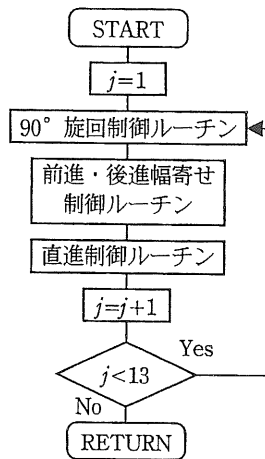 START
j=1
90°旋回制御ルーチン
前進・後進幅寄せ
制御ルーチン
直進制御ルーチン
j=j+1
j<13
Yes
No
RETURN